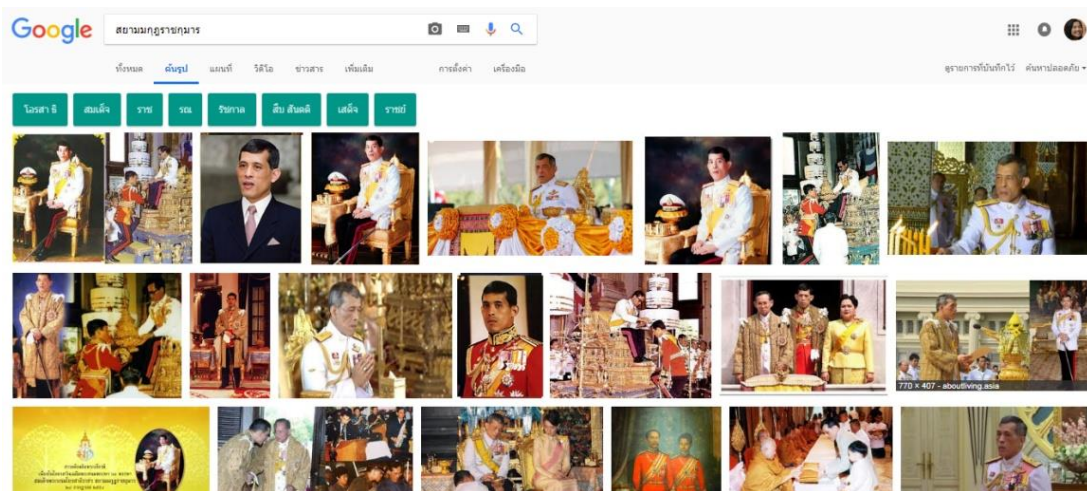 Google
สยามมกุฎราชกุมาร
ทั้งหมด ค้นรูป แผนที่ วิดีโอ ข่าวสาร เพิ่มเติม การตั้งค่า เครื่องมือ
ดูรายการที่บันทึกไว้ ค้นหาปลอดภัย
โอรสา ธิ สมเด็จ ราช รณ รัชกาล สืบ สันตติ เสด็จ ราชย์
770 × 407 - aboutliving.asia